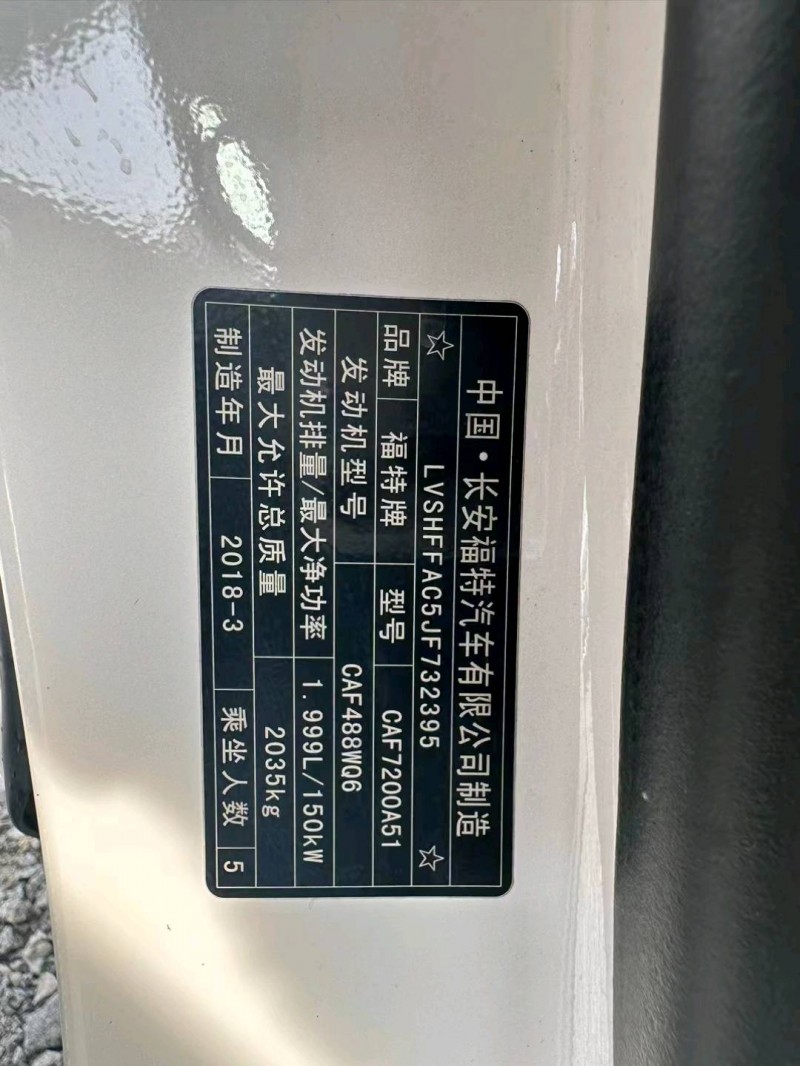 中国·长安福特汽车有限公司制造
☆ LVSHFFAC5JF732395 ☆
品牌 福特牌 型号 CAF7200A51
发动机型号 CAF488WQ6
发动机排量/最大净功率 1.999L/150kW
最大允许总质量 2035kg
制造年月 2018-3 乘坐人数 5